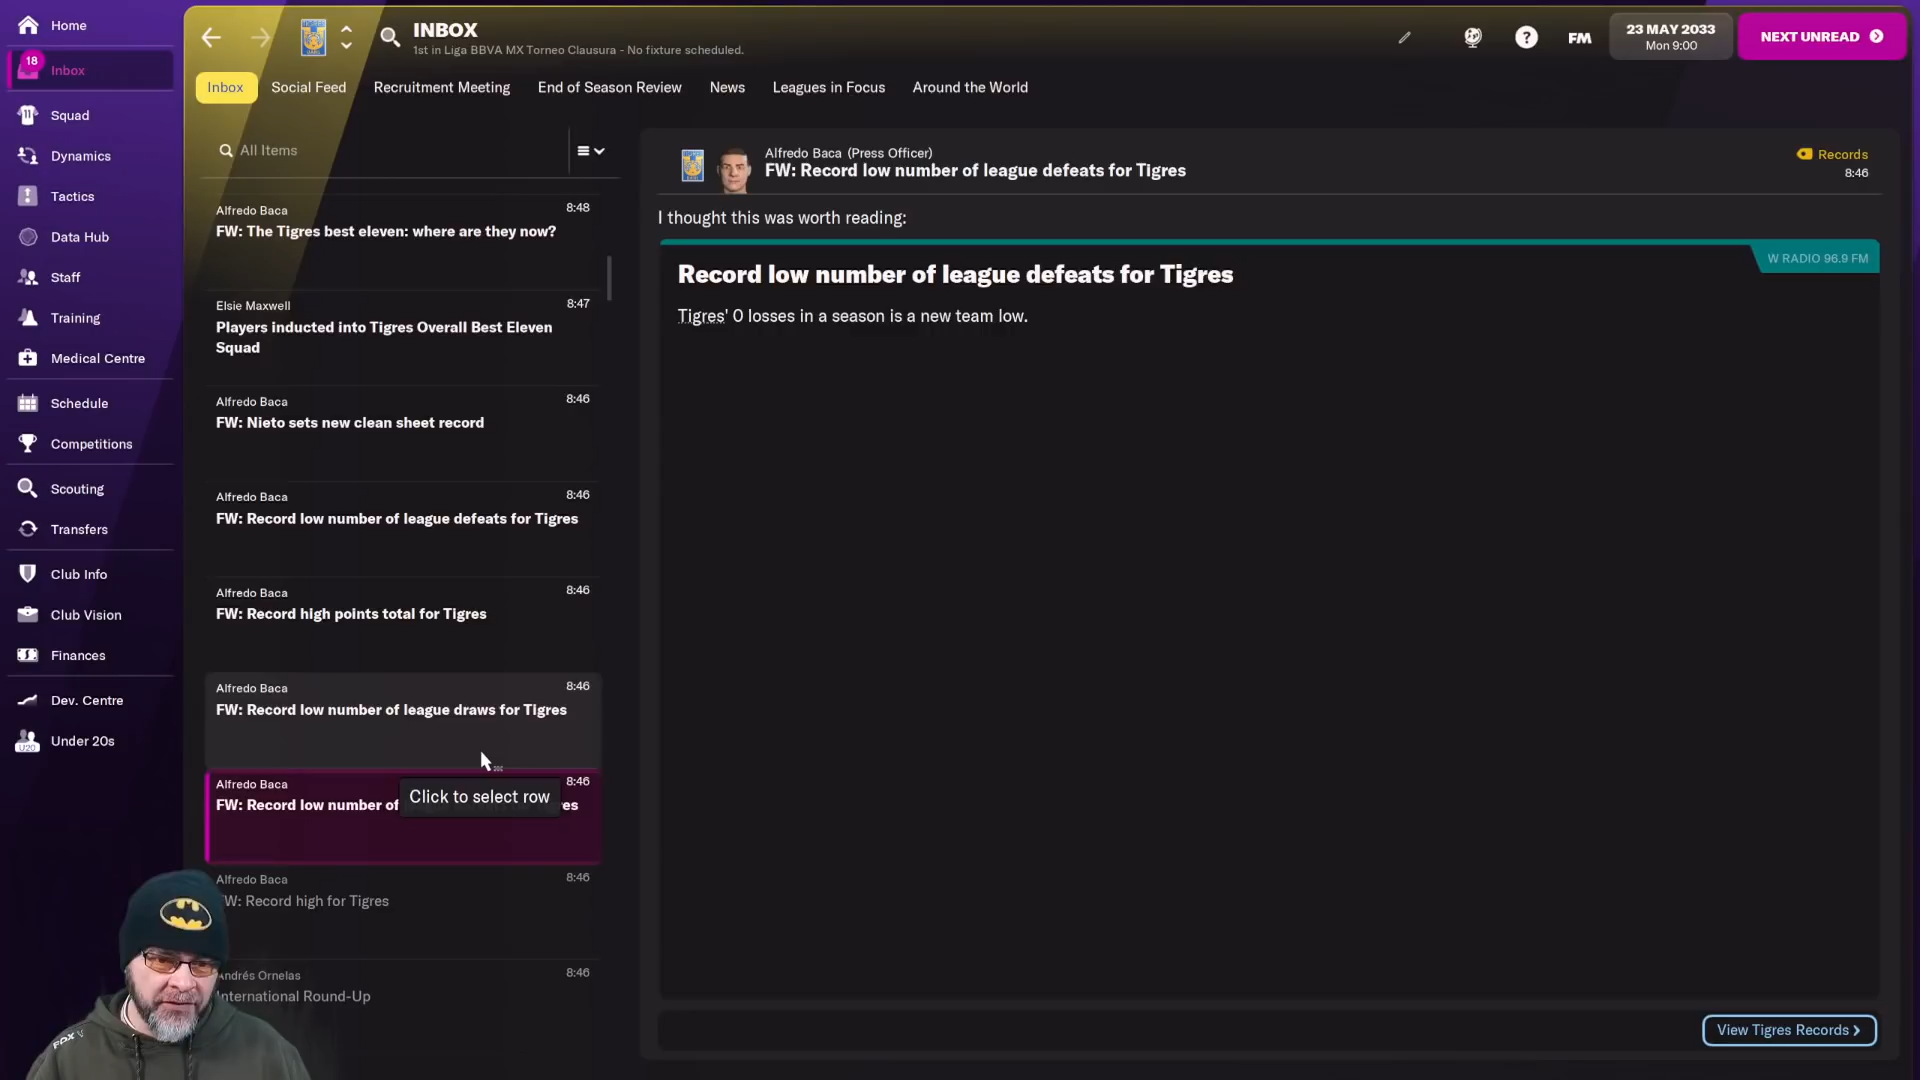 Home
18
Inbox
Squad
Dynamics
Tactics
Data Hub
Staff
Training
Medical Centre
Schedule
Competitions
Scouting
Transfers
Club Info
Club Vision
Finances
Dev. Centre
U20
Under 20s
TIGRES
INBOX
1st in Liga BBVA MX Torneo Clausura - No fixture scheduled.
?
FM
23 MAY 2033
Mon 9:00
NEXT UNREAD
Inbox
Social Feed
Recruitment Meeting
End of Season Review
News
Leagues in Focus
Around the World
All Items
Alfredo Baca
8:48
FW: The Tigres best eleven: where are they now?
Elsie Maxwell
8:47
Players inducted into Tigres Overall Best Eleven
Squad
Alfredo Baca
8:46
FW: Nieto sets new clean sheet record
Alfredo Baca
8:46
FW: Record low number of league defeats for Tigres
Alfredo Baca
8:46
FW: Record high points total for Tigres
Alfredo Baca
8:46
FW: Record low number of league draws for Tigres
Alfredo Baca
8:46
FW: Record low number of
es
Click to select row
Alfredo Baca
8:46
W: Record high for Tigres
Andrés Ornelas
8:46
International Round-Up
Alfredo Baca (Press Officer)
FW: Record low number of league defeats for Tigres
Records
8:46
I thought this was worth reading:
W RADIO 96.9 FM
Record low number of league defeats for Tigres
Tigres' 0 losses in a season is a new team low.
View Tigres Records
FOX